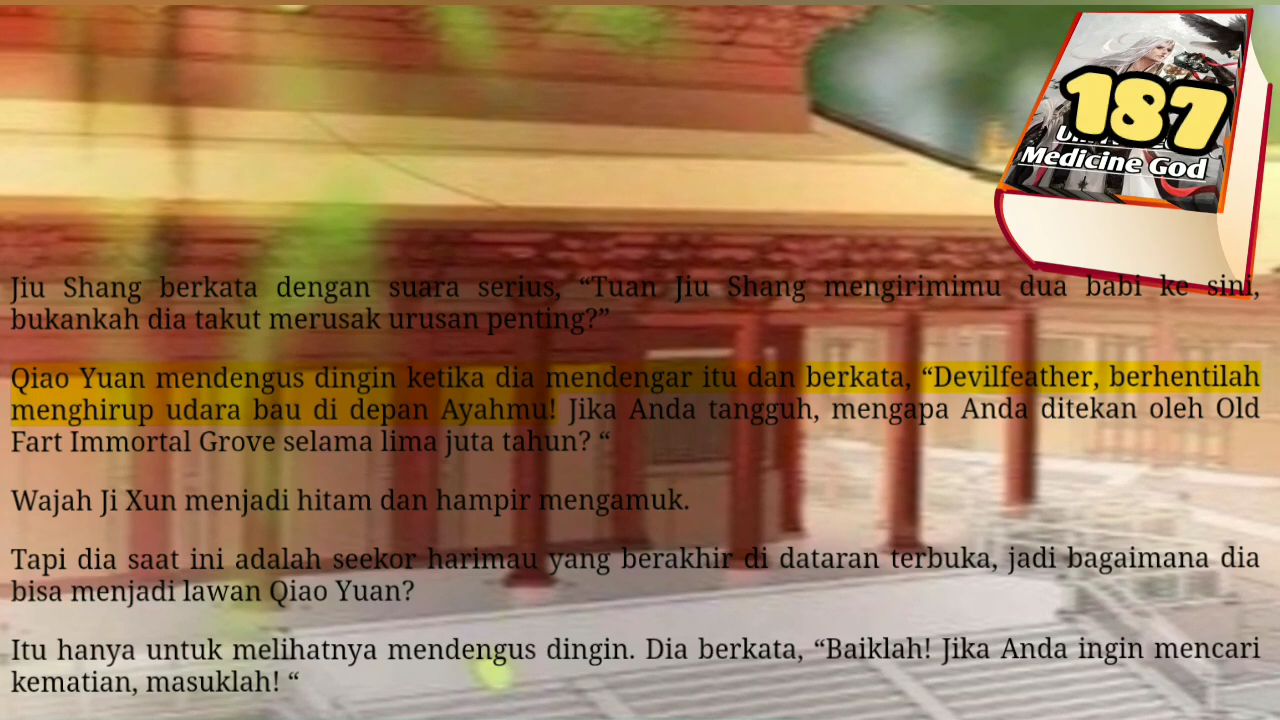 187
Medicine God
Jiu Shang berkata dengan suara serius, “Tuan Jiu Shang mengirimimu dua babi ke sini,
bukankah dia takut merusak urusan penting?”
Qiao Yuan mendengus dingin ketika dia mendengar itu dan berkata, “Devilfeather, berhentilah
menghirup udara bau di depan Ayahmu! Jika Anda tangguh, mengapa Anda ditekan oleh Old
Fart Immortal Grove selama lima juta tahun? “
Wajah Ji Xun menjadi hitam dan hampir mengamuk.
Tapi dia saat ini adalah seekor harimau yang berakhir di dataran terbuka, jadi bagaimana dia
bisa menjadi lawan Qiao Yuan?
Itu hanya untuk melihatnya mendengus dingin. Dia berkata, “Baiklah! Jika Anda ingin mencari
kematian, masuklah! “